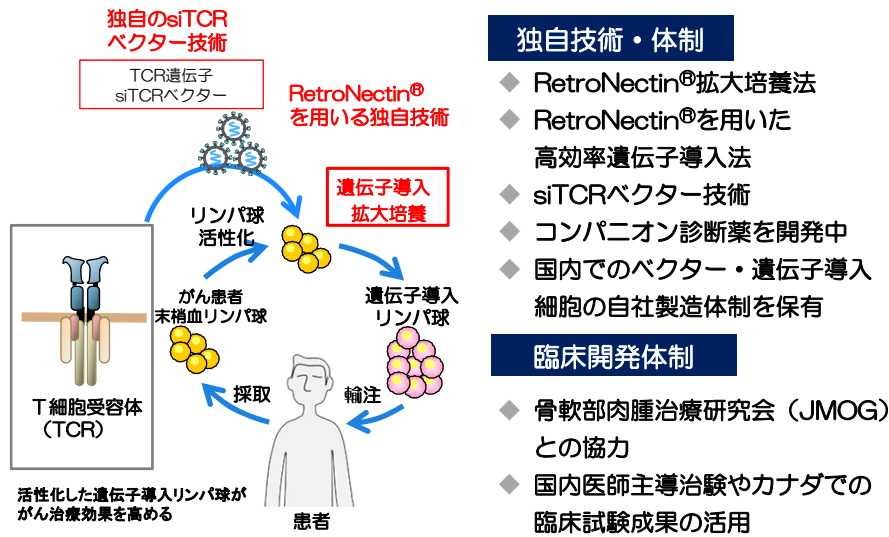 独自のsiTCR
ベクター技術
TCR遺伝子
siTCRベクター
RetroNectin®
を用いる独自技術
遺伝子導入
拡大培養
リンパ球
活性化
がん患者
末梢血リンパ球
遺伝子導入
リンパ球
採取
輸注
T細胞受容体
(TCR)
活性化した遺伝子導入リンパ球が
がん治療効果を高める
患者
独自技術・体制
◆ RetroNectin®拡大培養法
◆ RetroNectin®を用いた
高効率遺伝子導入法
◆ siTCRベクター技術
◆ コンパニオン診断薬を開発中
◆ 国内でのベクター・遺伝子導入
細胞の自社製造体制を保有
臨床開発体制
◆ 骨軟部肉腫治療研究会（JMOG）
との協力
◆ 国内医師主導治験やカナダでの
臨床試験成果の活用